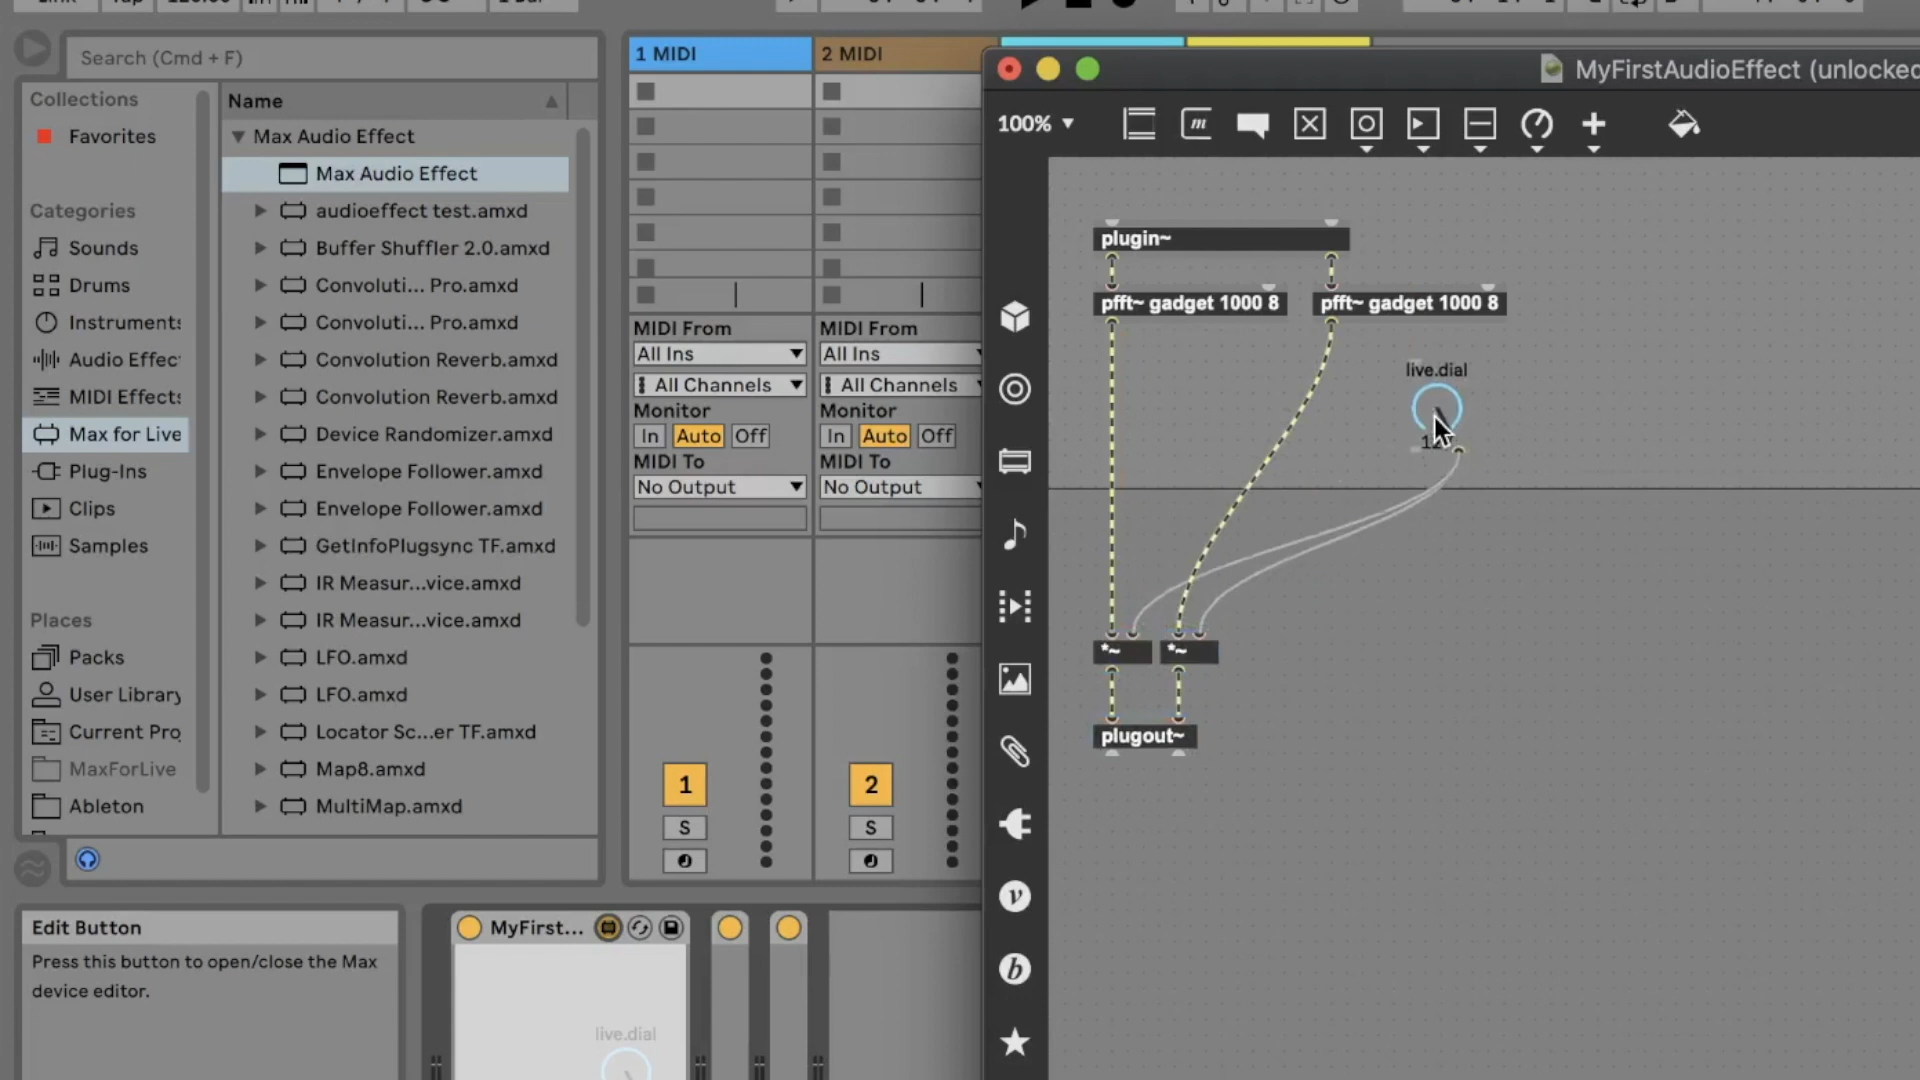 Search (Cmd + F)
Collections
Favorites
Categories
Sounds
Drums
Instruments
Audio Effec
MIDI Effects
Max for Live
Plug-Ins
Clips
Samples
Places
Packs
User Library
Current Pro
MaxForLive
Ableton
Name
Max Audio Effect
Max Audio Effect
audioeffect test.amxd
Buffer Shuffler 2.0.amxd
Convoluti... Pro.amxd
Convoluti... Pro.amxd
Convolution Reverb.amxd
Convolution Reverb.amxd
Device Randomizer.amxd
Envelope Follower.amxd
Envelope Follower.amxd
GetInfoPlugsync TF.amxd
IR Measur...vice.amxd
IR Measur...vice.amxd
LFO.amxd
LFO.amxd
Locator Sc...er TF.amxd
Map8.amxd
MultiMap.amxd
1 MIDI
2 MIDI
MIDI From
MIDI From
All Ins
All Ins
All Channels
All Channels
Monitor
Monitor
In Auto Off
In Auto Off
MIDI To
MIDI To
No Output
No Output
1
2
S
S
MyFirstAudioEffect (unlocked
100%
m
plugin~
pfft~ gadget 1000 8
pfft~ gadget 1000 8
live.dial
*~
*~
plugout~
v
b
Edit Button
Press this button to open/close the Max
device editor.
MyFirst...
live.dial